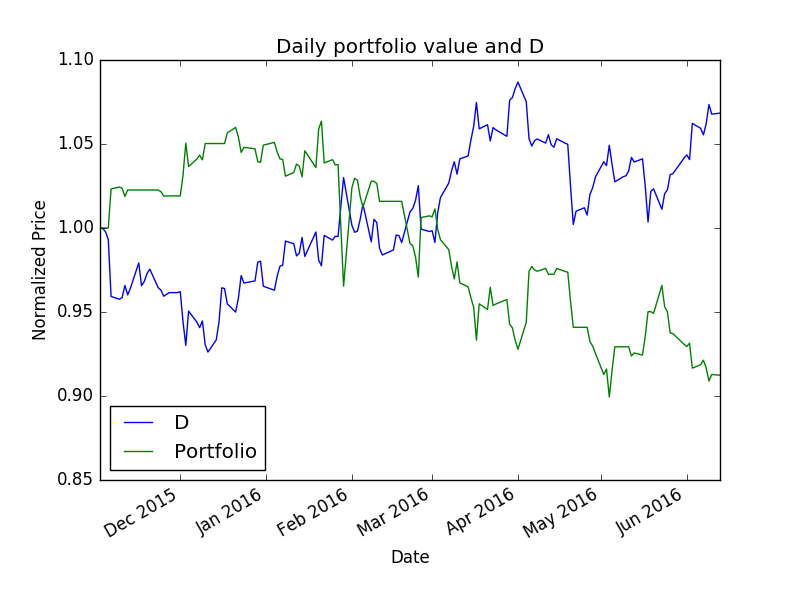 Daily portfolio value and D
1.10
1.05
1.00
0.95
0.90
0.85
Normalized Price
D
Portfolio
Dec 2015
Jan 2016
Feb 2016
Mar 2016
Apr 2016
May 2016
Jun 2016
Date